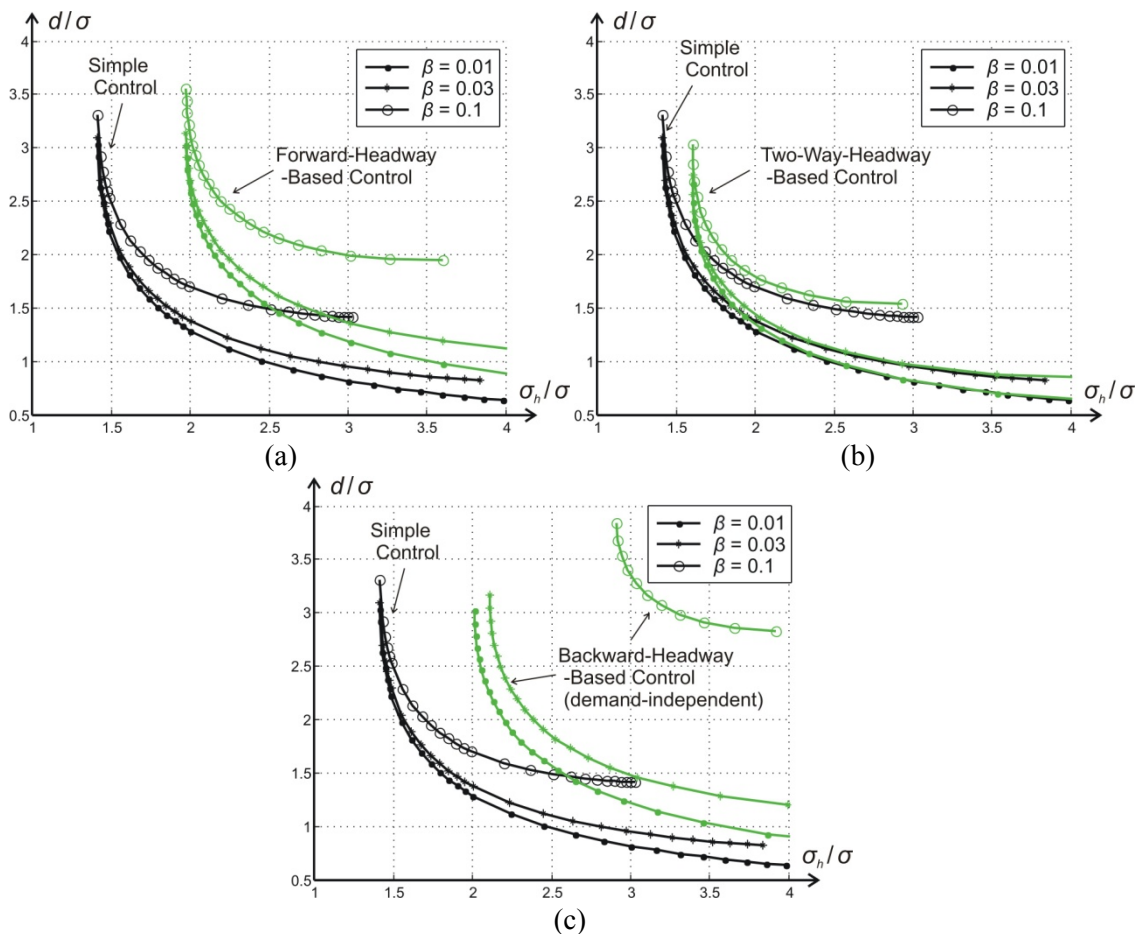 d/σ
4
3.5
3
2.5
2
1.5
1
0.5
1
1.5
2
2.5
3
3.5
4
σh/σ
Simple
Control
Forward-Headway
-Based Control
β = 0.01
β = 0.03
β = 0.1
(a)
d/σ
4
3.5
3
2.5
2
1.5
1
0.5
1
1.5
2
2.5
3
3.5
4
σh/σ
Simple
Control
Two-Way-Headway
-Based Control
β = 0.01
β = 0.03
β = 0.1
(b)
d/σ
4
3.5
3
2.5
2
1.5
1
0.5
1
1.5
2
2.5
3
3.5
4
σh/σ
Simple
Control
Backward-Headway
-Based Control
(demand-independent)
β = 0.01
β = 0.03
β = 0.1
(c)